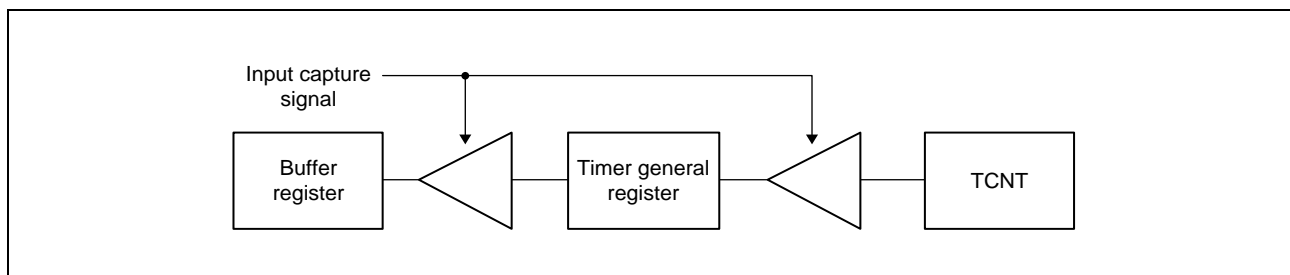 Input capture
signal
Buffer
register
Timer general
register
TCNT